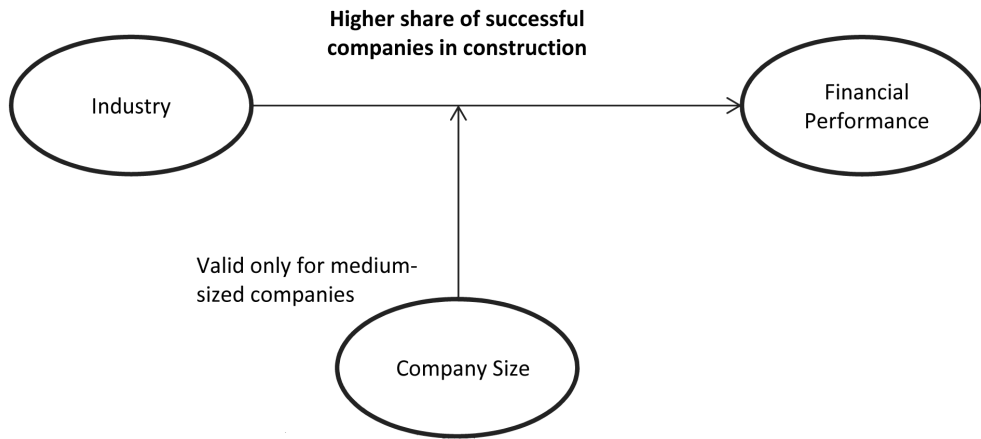 Higher share of successful
companies in construction
Industry
Financial
Performance
Valid only for medium-
sized companies
Company Size